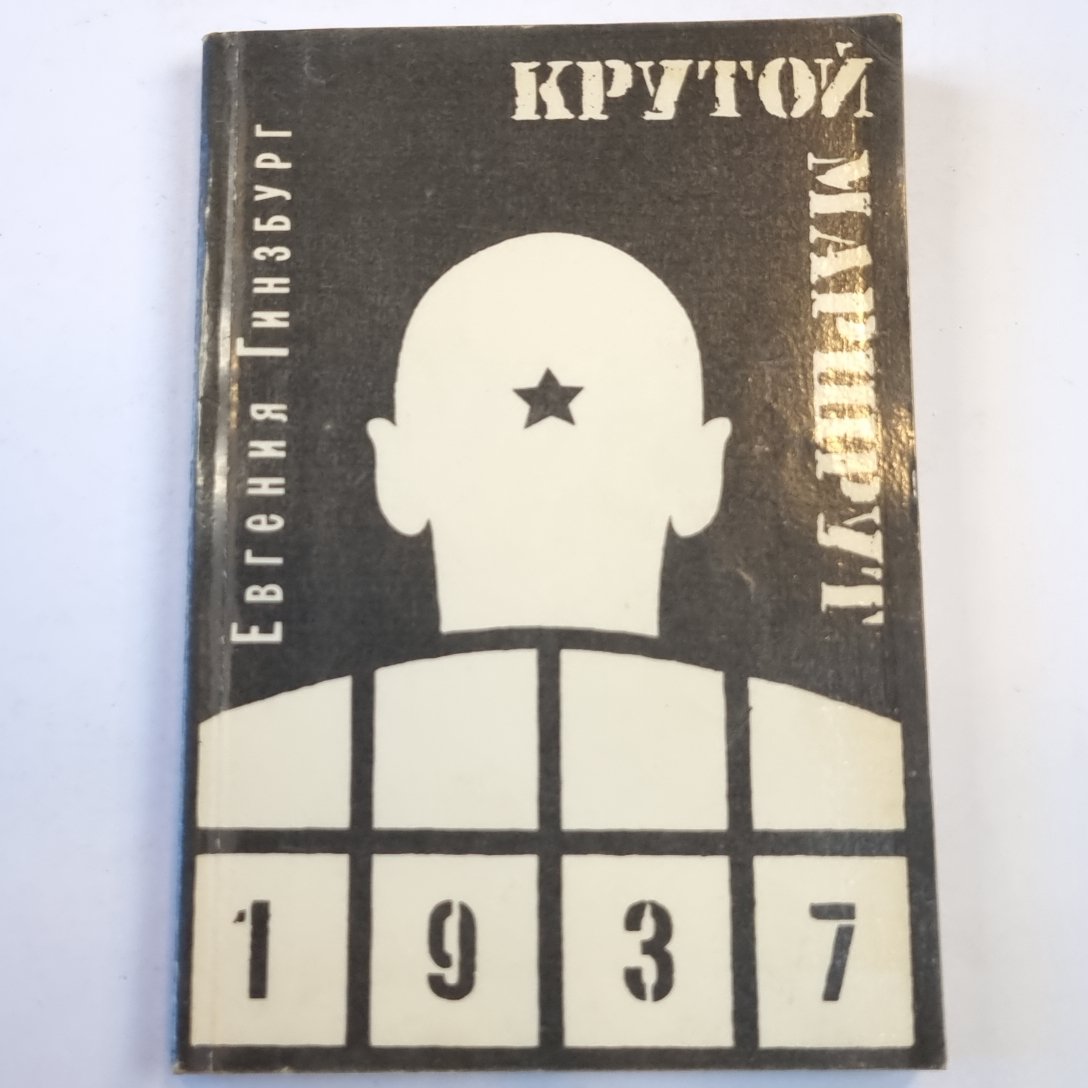 КРУТОЙ
МАРШРУТ
Евгения Гинзбург
1937